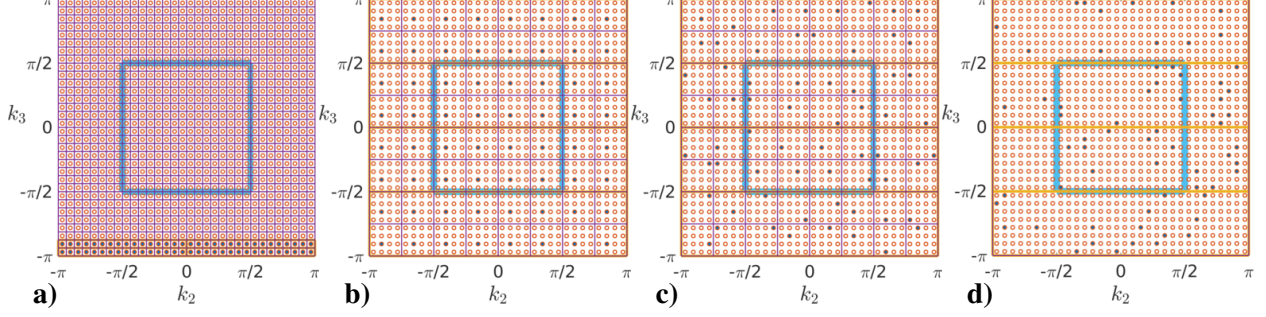 π π π π
π/2 π/2 π/2 π/2
k3 k3 k3 k3
0 0 0 0
-π/2 -π/2 -π/2 -π/2
-π -π -π -π
-π -π/2 0 π/2 π -π -π/2 0 π/2 π -π -π/2 0 π/2 π -π -π/2 0 π/2 π
a) k2 b) k2 c) k2 d) k2